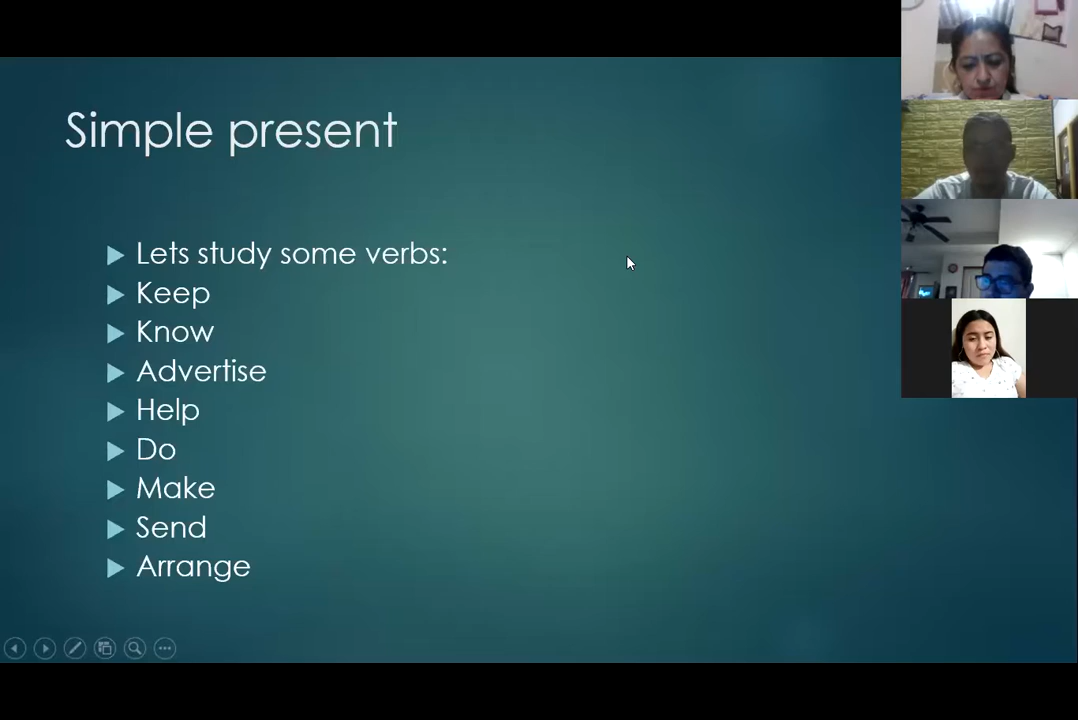 Simple present
Lets study some verbs:
Keep
Know
Advertise
Help
Do
Make
Send
Arrange